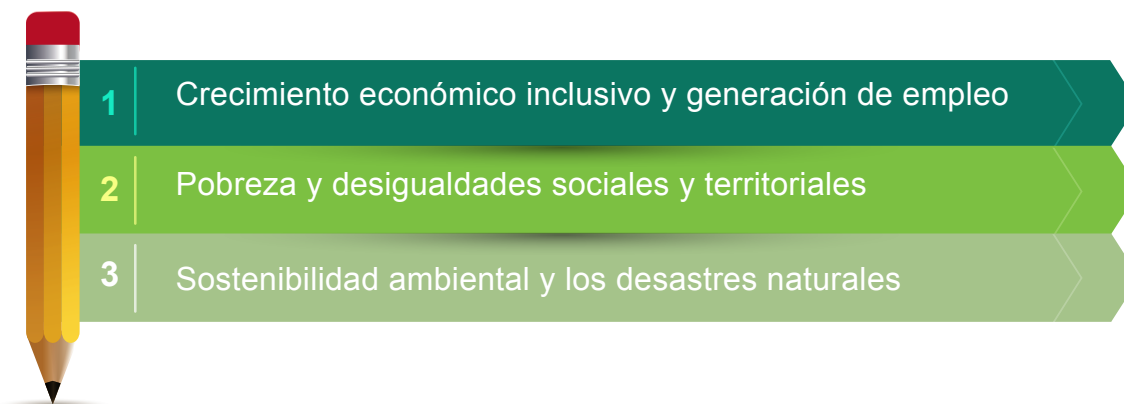 1 Crecimiento económico inclusivo y generación de empleo
2 Pobreza y desigualdades sociales y territoriales
3 Sostenibilidad ambiental y los desastres naturales